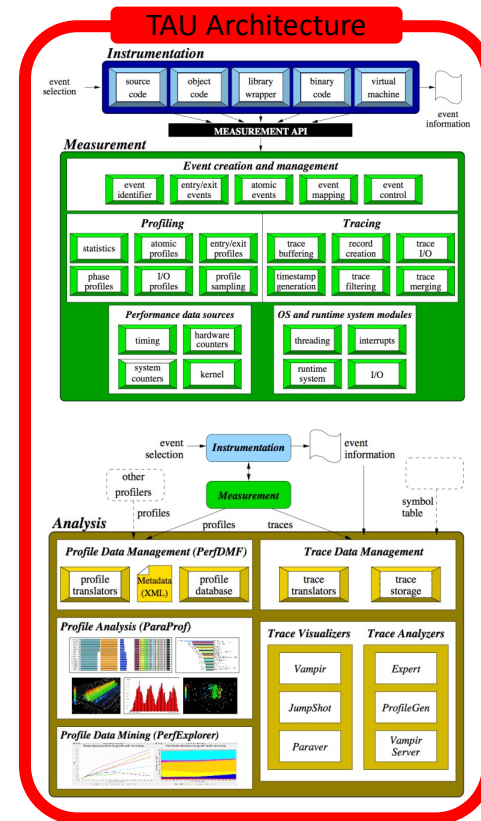 TAU Architecture
Instrumentation
event
selection
source
code
object
code
library
wrapper
binary
code
virtual
machine
event
information
MEASUREMENT API
Measurement
Event creation and management
event
identifier
entry/exit
events
atomic
events
event
mapping
event
control
Profiling
statistics
atomic
profiles
entry/exit
profiles
phase
profiles
I/O
profiles
profile
sampling
Tracing
trace
buffering
record
creation
trace
I/O
timestamp
generation
trace
filtering
trace
merging
Performance data sources
timing
hardware
counters
system
counters
kernel
OS and runtime system modules
threading
interrupts
runtime
system
I/O
event
selection
Instrumentation
event
information
other
profilers
Measurement
symbol
table
profiles
profiles
traces
Analysis
Profile Data Management (PerfDMF)
profile
translators
Metadata
(XML)
profile
database
Trace Data Management
trace
translators
trace
storage
Profile Analysis (ParaProf)
Profile Data Mining (PerfExplorer)
Trace Visualizers
Vampir
JumpShot
Paraver
Trace Analyzers
Expert
ProfileGen
Vampir
Server